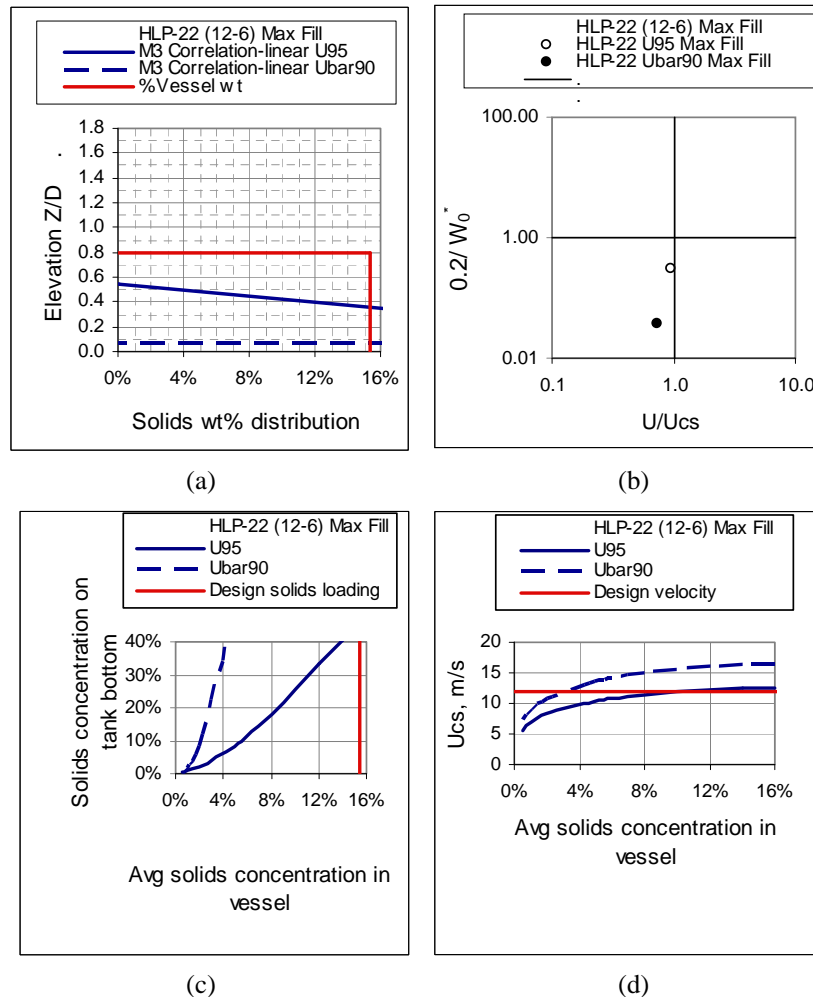 HLP-22 (12-6) Max Fill
M3 Correlation-linear U95
M3 Correlation-linear Ubar90
%Vessel wt
1.8
1.6
1.4
1.2
1.0
0.8
0.6
0.4
0.2
0.0
Elevation Z/D
.
0%
4%
8%
12%
16%
Solids wt% distribution
(a)
HLP-22 (12-6) Max Fill
HLP-22 U95 Max Fill
HLP-22 Ubar90 Max Fill
.
.
100.00
1.00
0.01
0.2/ W0*
0.1
1.0
10.0
U/Ucs
(b)
HLP-22 (12-6) Max Fill
U95
Ubar90
Design solids loading
40%
30%
20%
10%
0%
Solids concentration on
tank bottom
0%
4%
8%
12%
16%
Avg solids concentration in
vessel
(c)
HLP-22 (12-6) Max Fill
U95
Ubar90
Design velocity
20
15
10
5
0
Ucs, m/s
0%
4%
8%
12%
16%
Avg solids concentration in
vessel
(d)